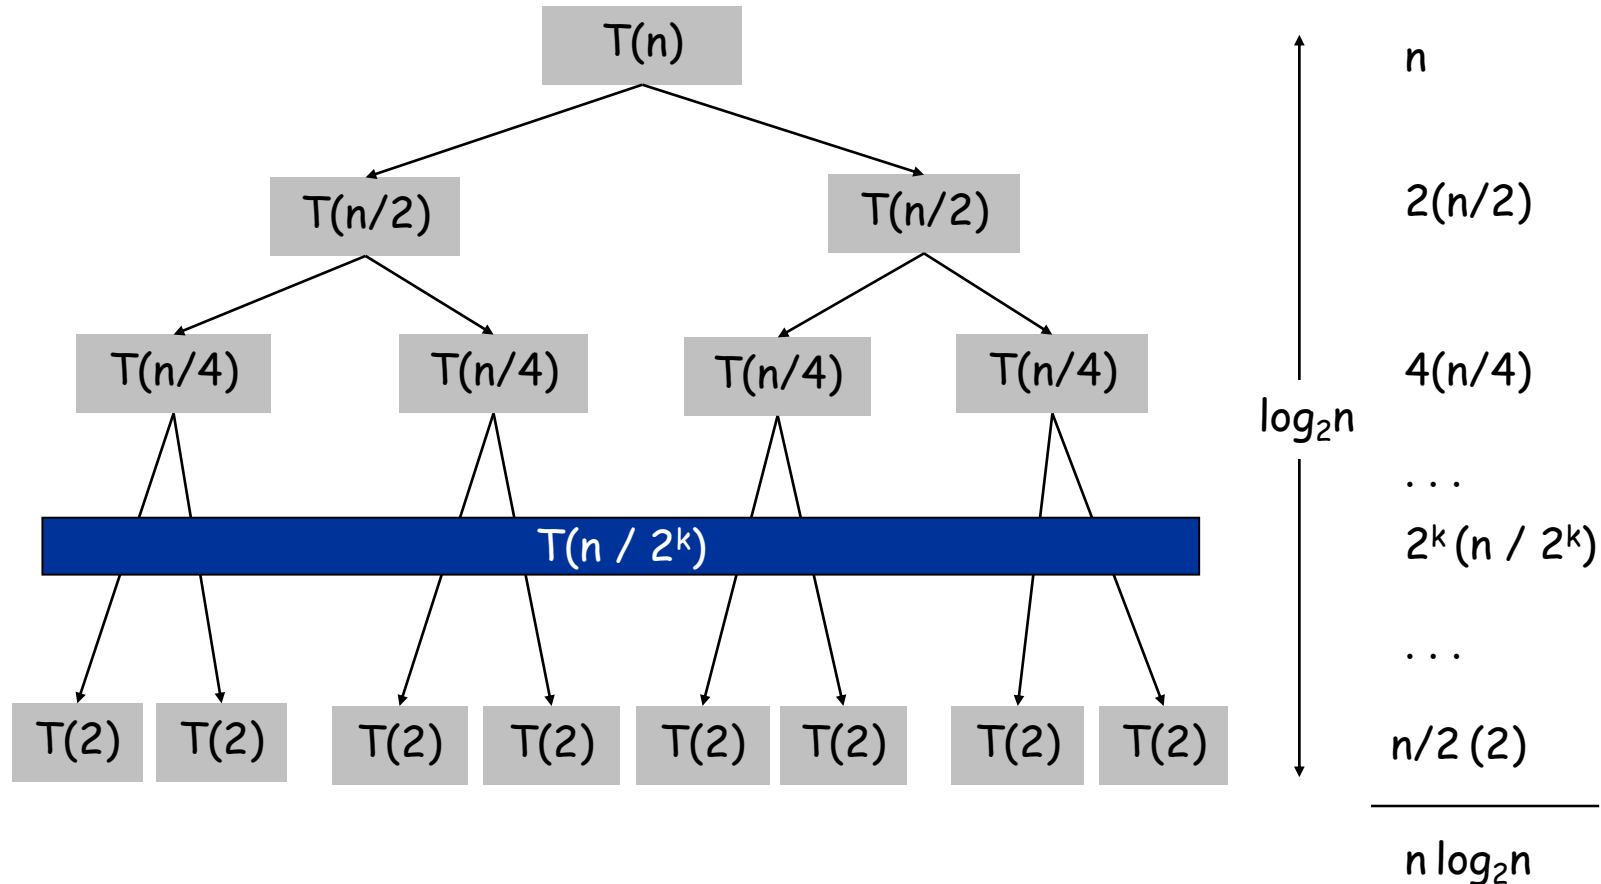 T(n) n
T(n/2) T(n/2) 2(n/2)
T(n/4) T(n/4) T(n/4) T(n/4) 4(n/4)
log₂n
. . .
T(n / 2ᵏ) 2ᵏ (n / 2ᵏ)
. . .
T(2) T(2) T(2) T(2) T(2) T(2) T(2) T(2) n/2 (2)
n log₂n